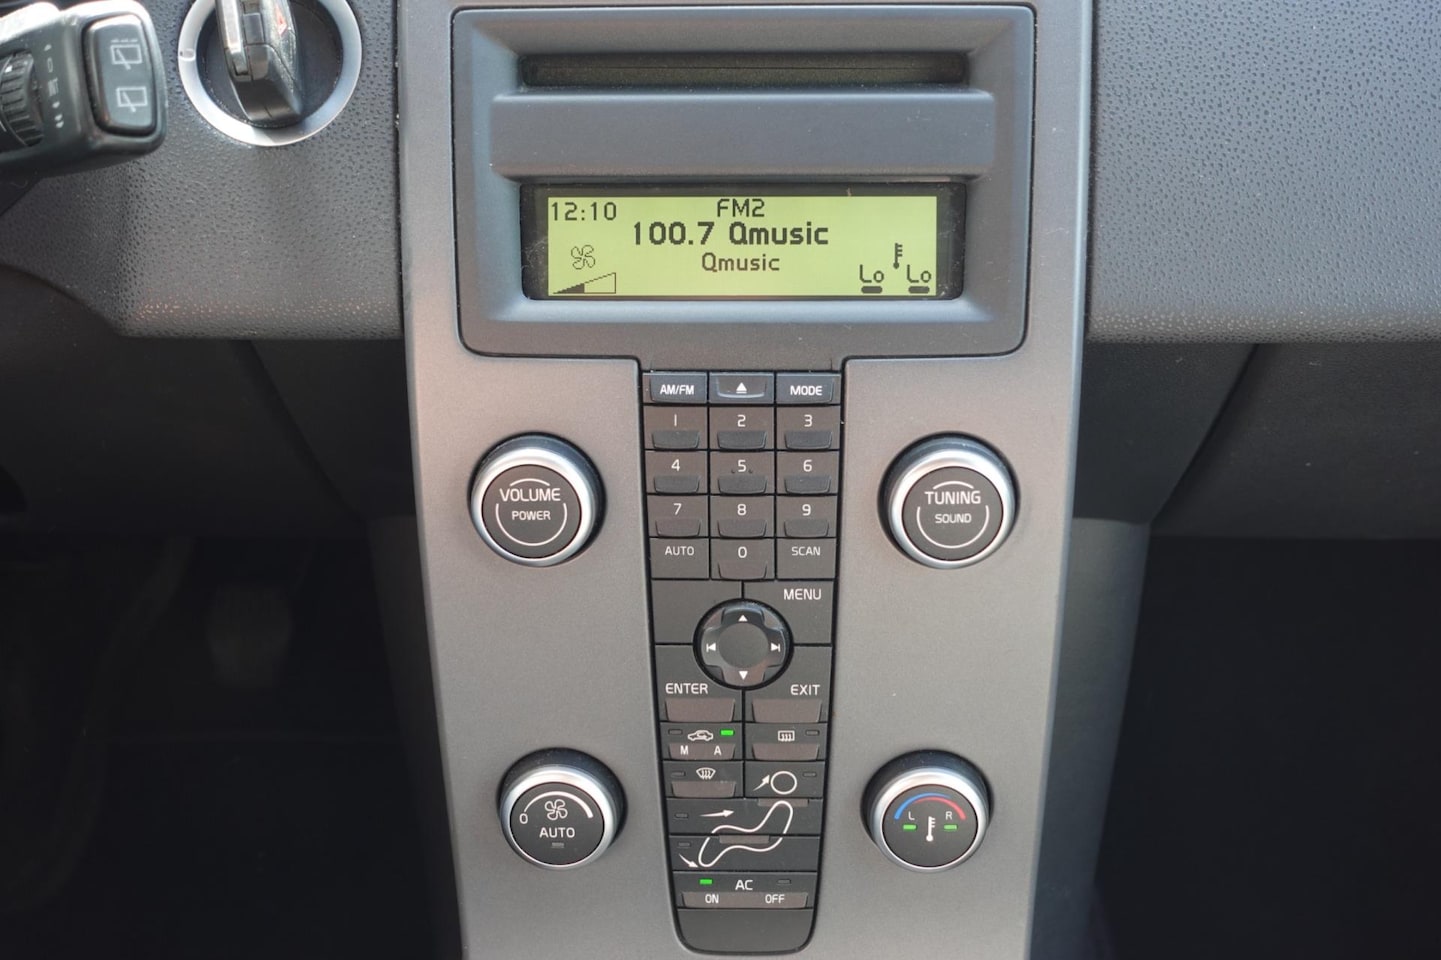 12:10 FM2
100.7 Qmusic
Qmusic
Lo Lo
AM/FM MODE
1 2 3
4 5 6
7 8 9
AUTO 0 SCAN
VOLUME
POWER
TUNING
SOUND
MENU
ENTER EXIT
M A
0
AUTO
L R
AC
ON OFF